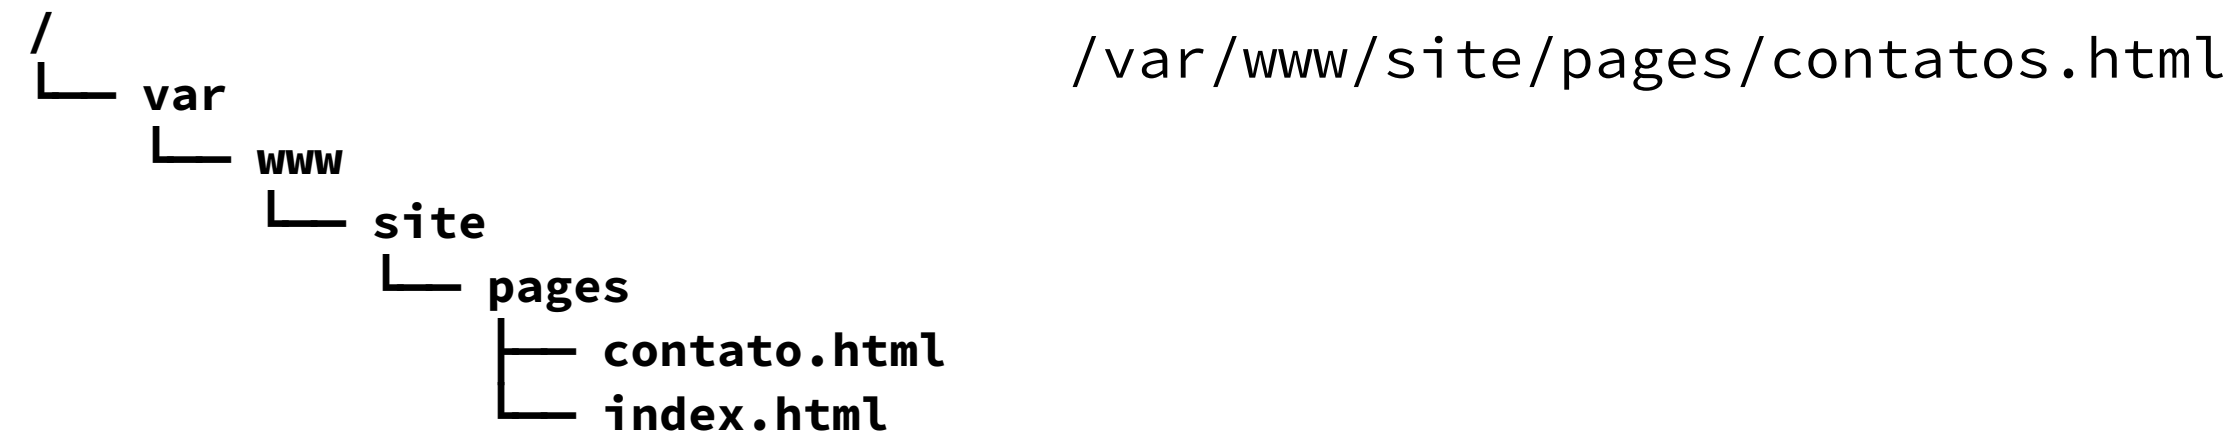 /
└── var
└── www
└── site
└── pages
├── contato.html
└── index.html
/var/www/site/pages/contatos.html